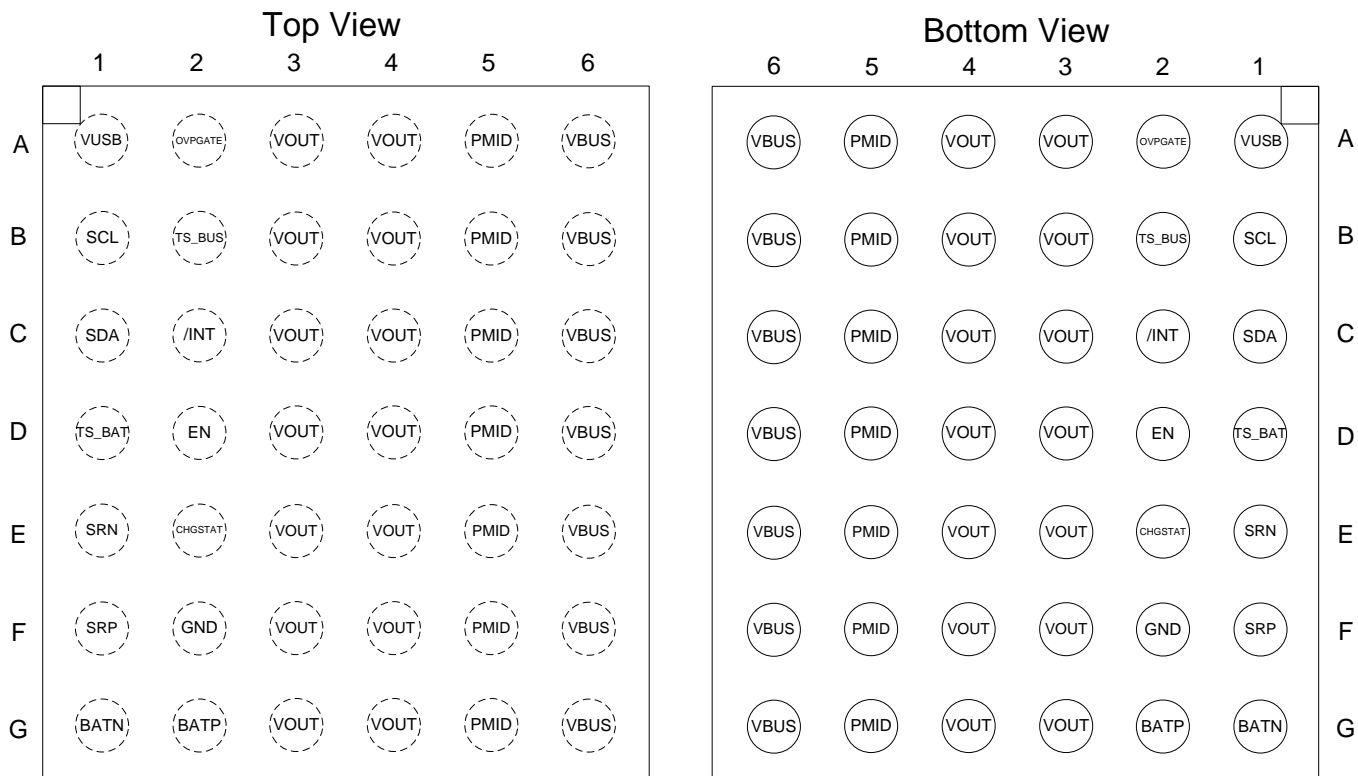 Top View
1 2 3 4 5 6
A VUSB OVPGATE VOUT VOUT PMID VBUS
B SCL TS_BUS VOUT VOUT PMID VBUS
C SDA /INT VOUT VOUT PMID VBUS
D TS_BAT EN VOUT VOUT PMID VBUS
E SRN CHGSTAT VOUT VOUT PMID VBUS
F SRP GND VOUT VOUT PMID VBUS
G BATN BATP VOUT VOUT PMID VBUS
Bottom View
6 5 4 3 2 1
VBUS PMID VOUT VOUT OVPGATE VUSB A
VBUS PMID VOUT VOUT TS_BUS SCL B
VBUS PMID VOUT VOUT /INT SDA C
VBUS PMID VOUT VOUT EN TS_BAT D
VBUS PMID VOUT VOUT CHGSTAT SRN E
VBUS PMID VOUT VOUT GND SRP F
VBUS PMID VOUT VOUT BATP BATN G